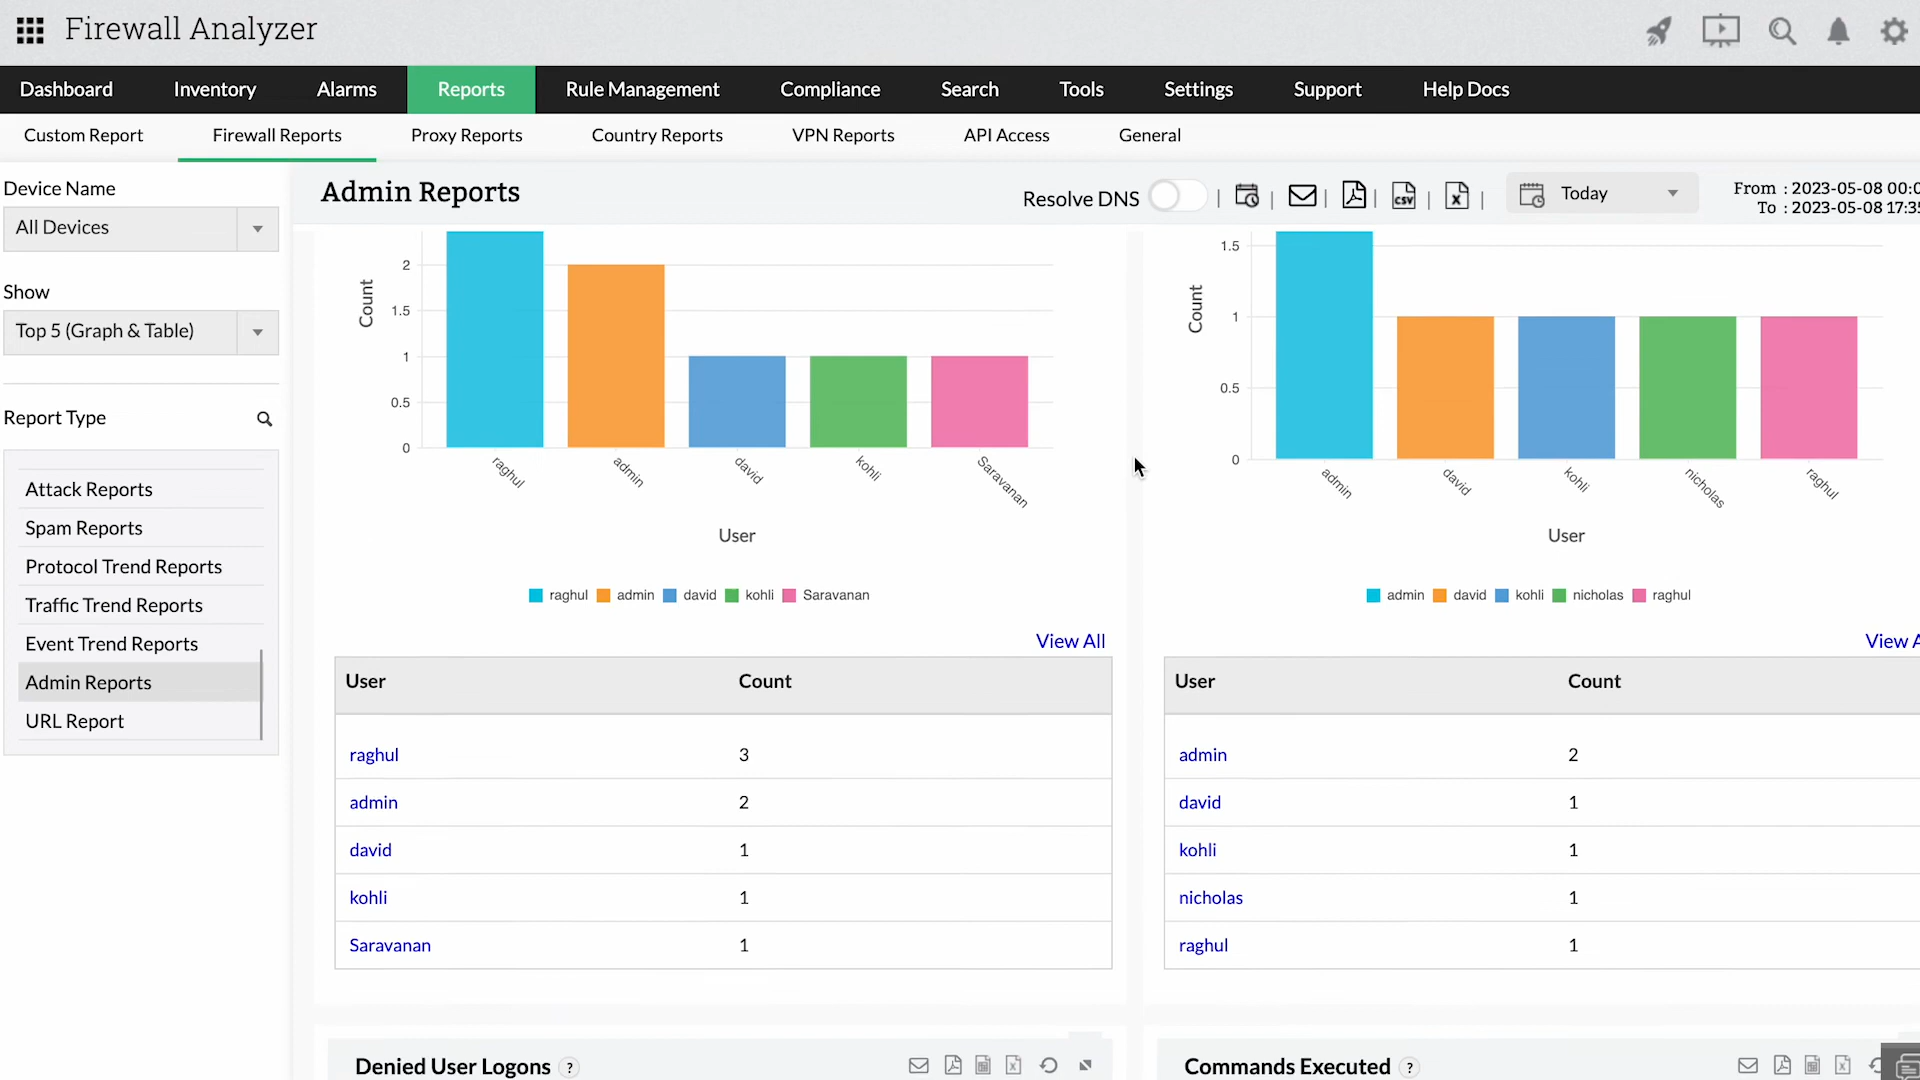 Firewall Analyzer
Dashboard Inventory Alarms Reports Rule Management Compliance Search Tools Settings Support Help Docs
Custom Report Firewall Reports Proxy Reports Country Reports VPN Reports API Access General
Device Name
All Devices
Show
Top 5 (Graph & Table)
Report Type
Attack Reports
Spam Reports
Protocol Trend Reports
Traffic Trend Reports
Event Trend Reports
Admin Reports
URL Report
Admin Reports
Resolve DNS | | | | | |
CSV
Today
From : 2023-05-08 00:0
To : 2023-05-08 17:35
Count
2
1.5
1
0.5
0
raghul admin david kohli Saravanan
User
raghul admin david kohli Saravanan
View All
User Count
raghul 3
admin 2
david 1
kohli 1
Saravanan 1
Count
1.5
1
0.5
0
admin david kohli nicholas raghul
User
admin david kohli nicholas raghul
View A
User Count
admin 2
david 1
kohli 1
nicholas 1
raghul 1
Denied User Logons ?
Commands Executed ?